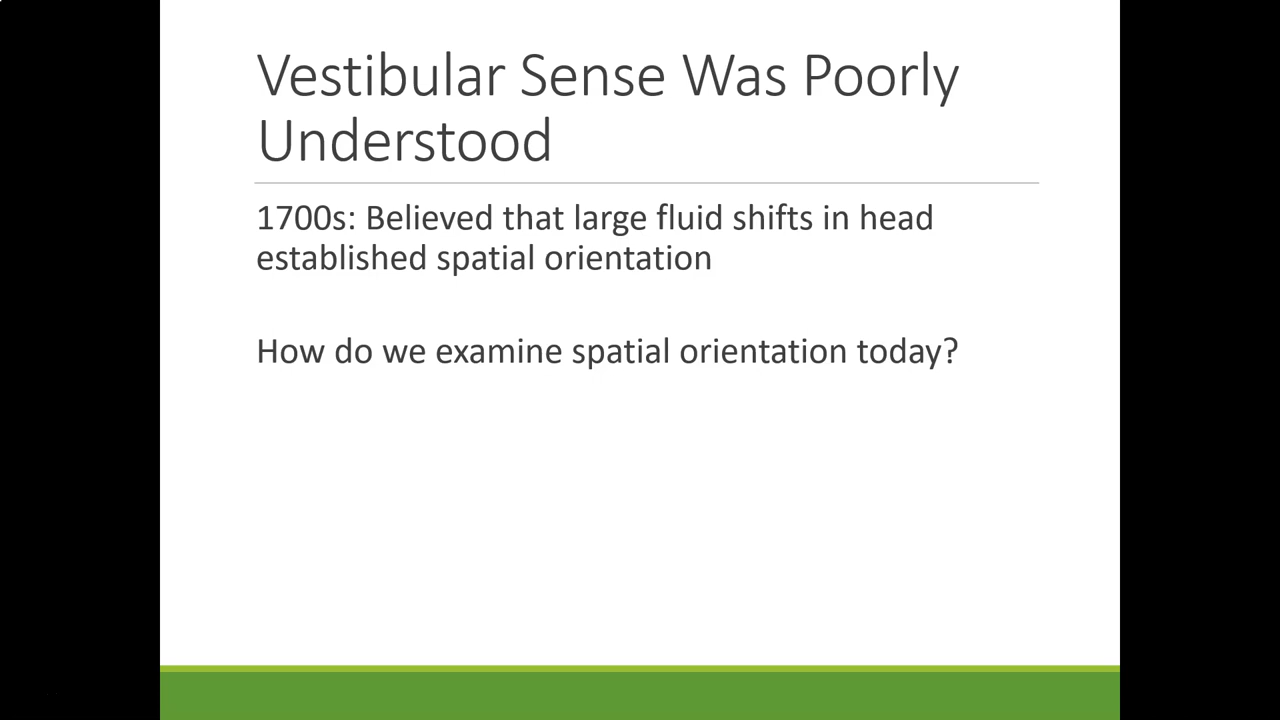 Vestibular Sense Was Poorly
Understood
1700s: Believed that large fluid shifts in head
established spatial orientation
How do we examine spatial orientation today?